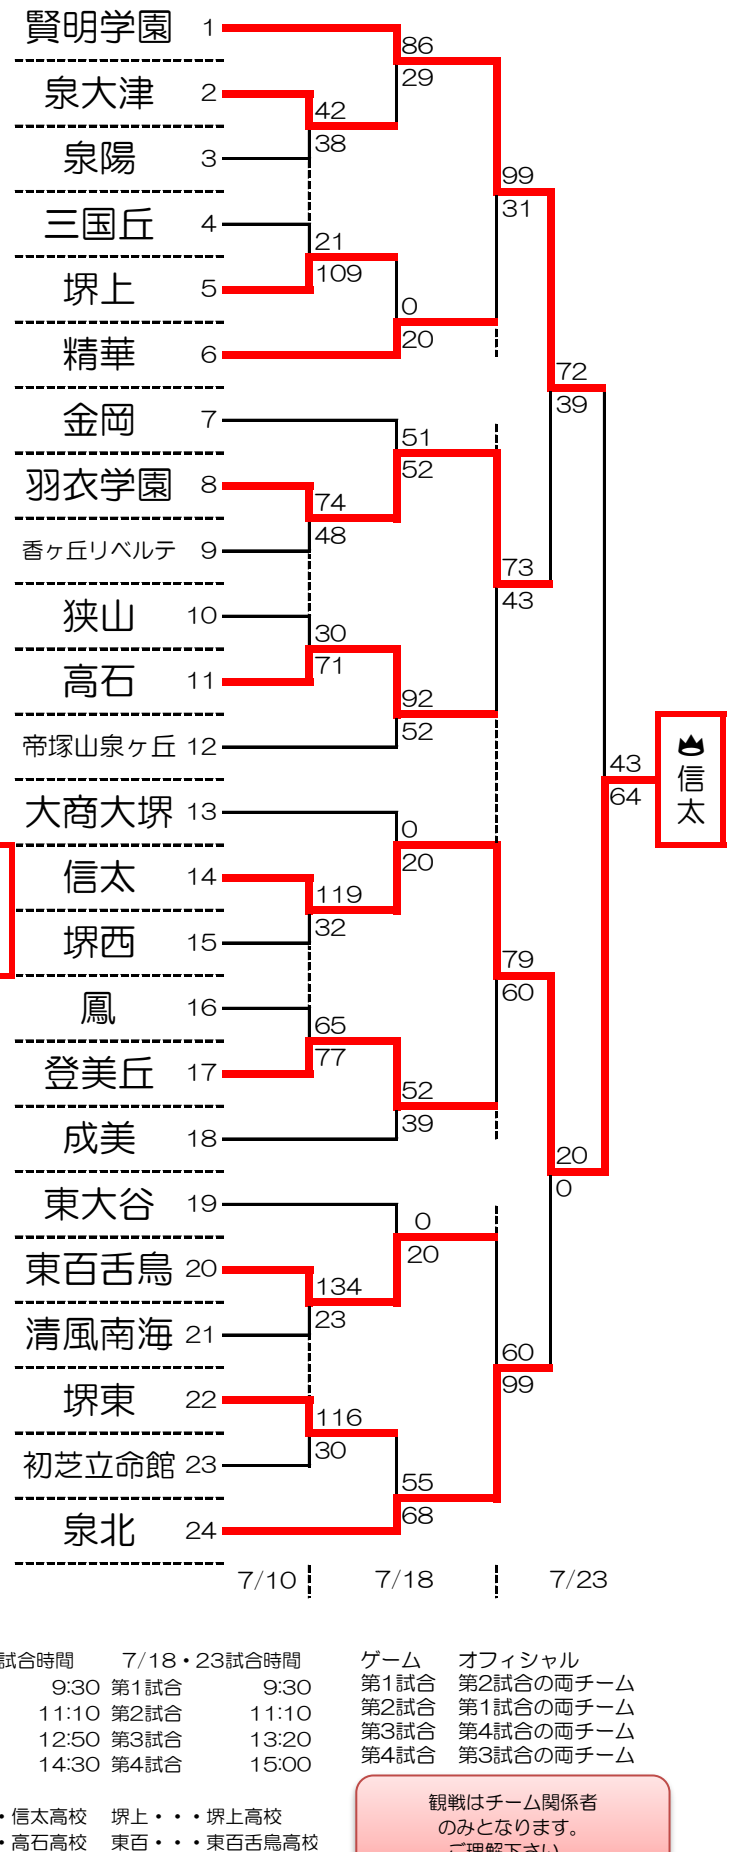 賢明学園 1
86
29
泉大津 2
42
38
泉陽 3
99
31
三国丘 4
21
109
堺上 5
0
20
精華 6
72
39
金岡 7
51
52
羽衣学園 8
74
48
香ヶ丘リベルテ 9
73
43
狭山 10
30
71
高石 11
92
52
帝塚山泉ヶ丘 12
43
64
信太
大商大堺 13
0
20
信太 14
119
32
堺西 15
79
60
鳳 16
65
77
登美丘 17
52
39
成美 18
20
0
東大谷 19
0
20
東百舌鳥 20
134
23
清風南海 21
60
99
堺東 22
116
30
初芝立命館 23
55
68
泉北 24
7/10 7/18 7/23
試合時間 7/18・23試合時間 ゲーム オフィシャル
9:30 第1試合 9:30 第1試合 第2試合の両チーム
11:10 第2試合 11:10 第2試合 第1試合の両チーム
12:50 第3試合 13:20 第3試合 第4試合の両チーム
14:30 第4試合 15:00 第4試合 第3試合の両チーム
・信太高校 堺上・・・堺上高校
・高石高校 東百・・・東百舌鳥高校
観戦はチーム関係者
のみとなります。
ご理解下さい